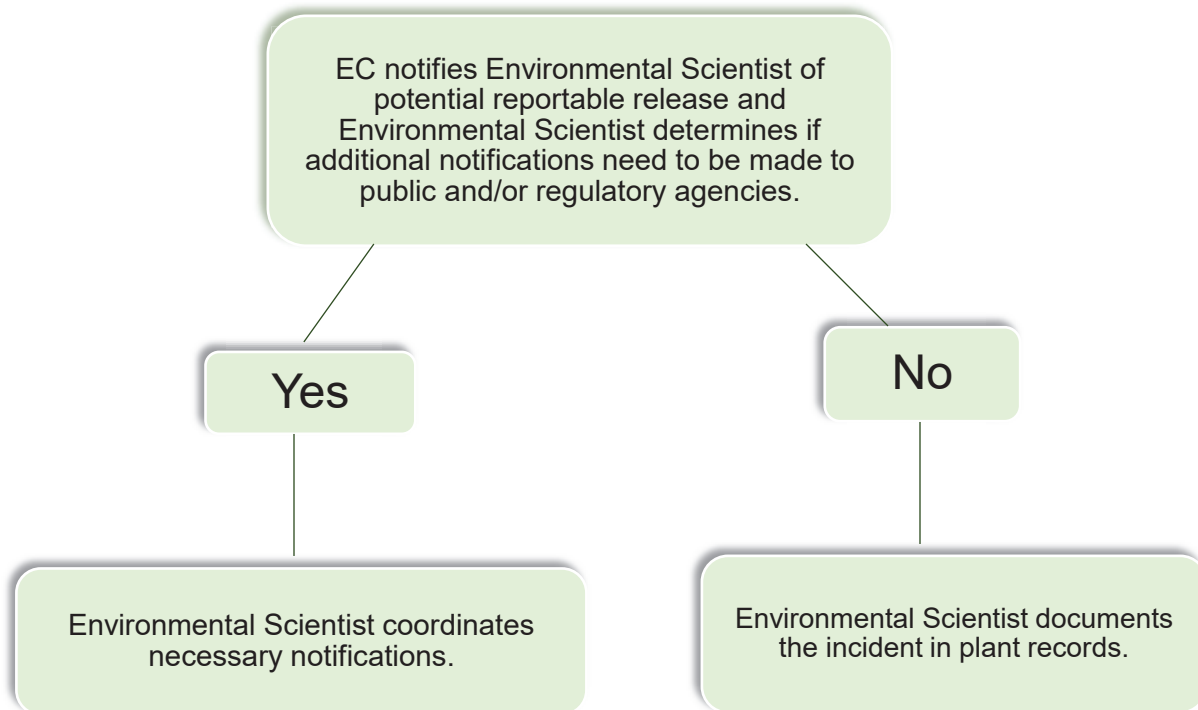 EC notifies Environmental Scientist of
potential reportable release and
Environmental Scientist determines if
additional notifications need to be made to
public and/or regulatory agencies.
Yes
No
Environmental Scientist coordinates
necessary notifications.
Environmental Scientist documents
the incident in plant records.